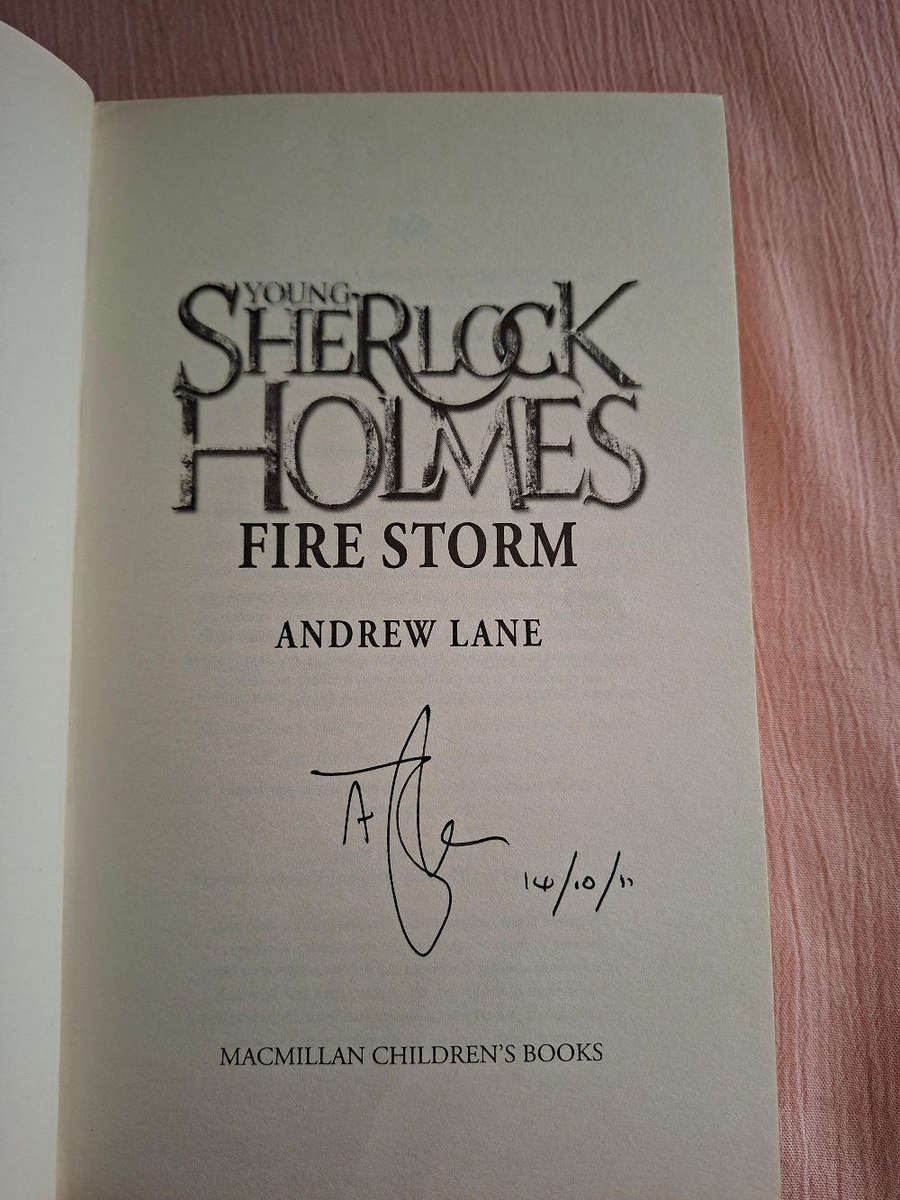 YOUNG
SHERLOCK
HOLMES
FIRE STORM
ANDREW LANE
14/10/11
MACMILLAN CHILDREN'S BOOKS